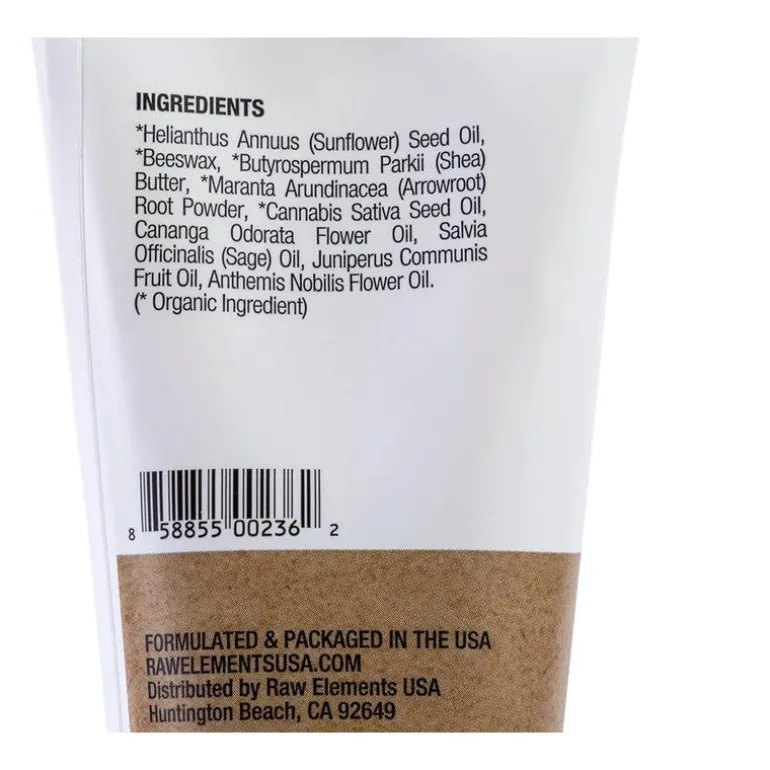 INGREDIENTS
*Helianthus Annuus (Sunflower) Seed Oil,
*Beeswax, *Butyrospermum Parkii (Shea)
Butter, *Maranta Arundinacea (Arrowroot)
Root Powder, *Cannabis Sativa Seed Oil,
Cananga Odorata Flower Oil, Salvia
Officinalis (Sage) Oil, Juniperus Communis
Fruit Oil, Anthemis Nobilis Flower Oil.
(* Organic Ingredient)
8 58855 00236 2
FORMULATED & PACKAGED IN THE USA
RAWELEMENTSUSA.COM
Distributed by Raw Elements USA
Huntington Beach, CA 92649